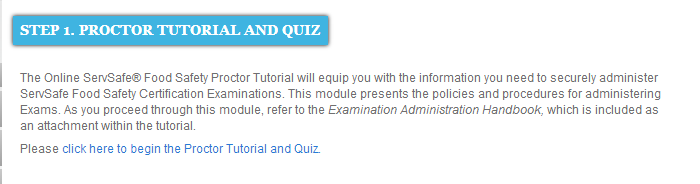 STEP 1. PROCTOR TUTORIAL AND QUIZ
The Online ServSafe® Food Safety Proctor Tutorial will equip you with the information you need to securely administer
ServSafe Food Safety Certification Examinations. This module presents the policies and procedures for administering
Exams. As you proceed through this module, refer to the Examination Administration Handbook, which is included as
an attachment within the tutorial.
Please click here to begin the Proctor Tutorial and Quiz.